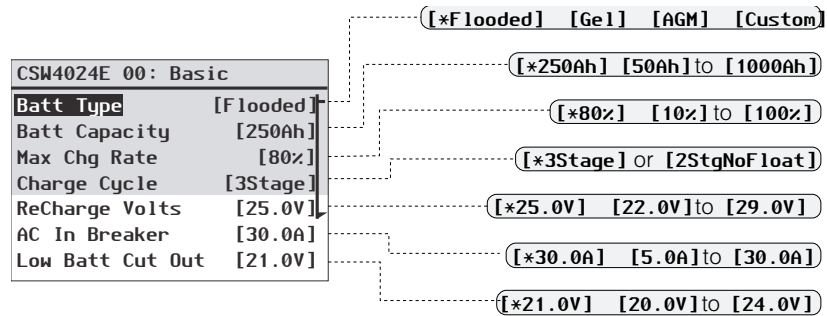 [*Flooded] [Gel] [AGM] [Custom]
CSW4024E 00: Basic
[*250Ah] [50Ah] to [1000Ah]
Batt Type [Flooded]
Batt Capacity [250Ah]
[*80%] [10%] to [100%]
Max Chg Rate [80%]
[*3Stage] or [2StgNoFloat]
Charge Cycle [3Stage]
ReCharge Volts [25.0V]
[*25.0V] [22.0V] to [29.0V]
AC In Breaker [30.0A]
[*30.0A] [5.0A] to [30.0A]
Low Batt Cut Out [21.0V]
[*21.0V] [20.0V] to [24.0V]